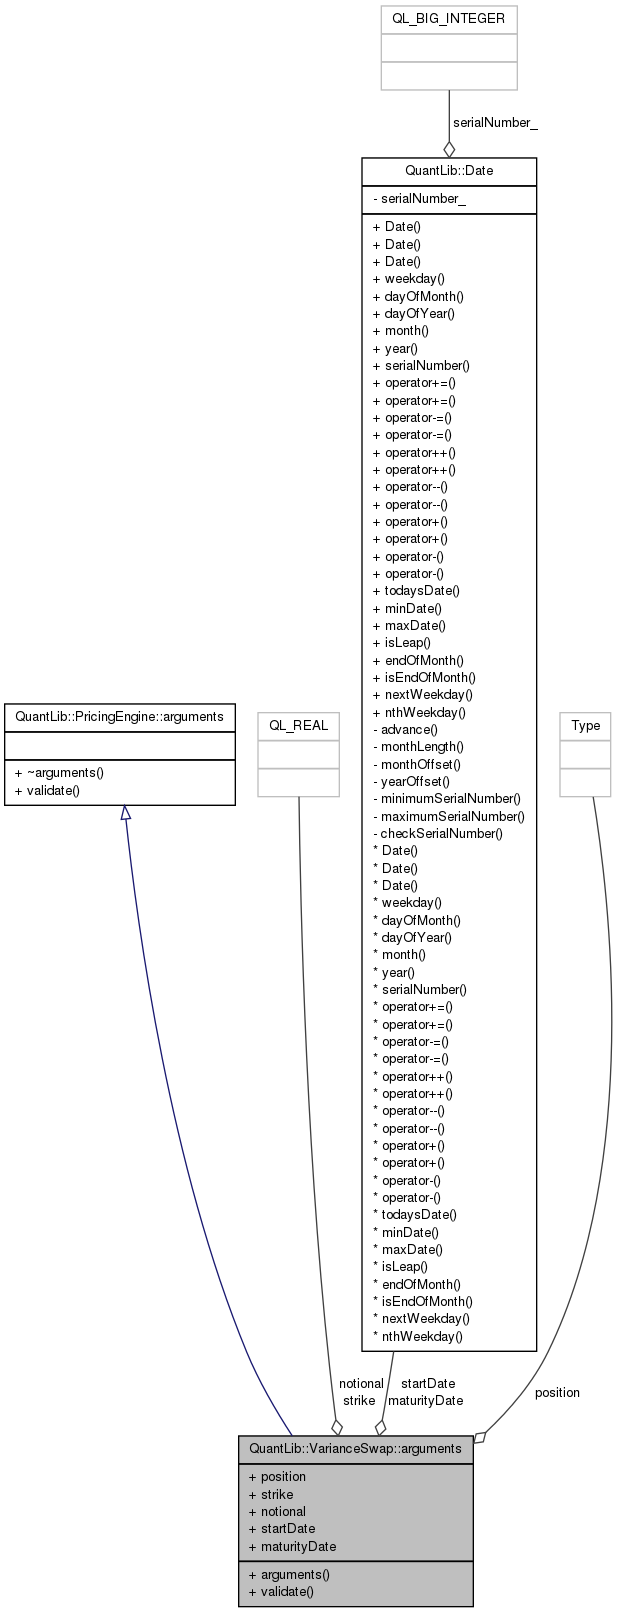 QL_BIG_INTEGER
serialNumber_
QuantLib::Date
- serialNumber_
+ Date()
+ Date()
+ Date()
+ weekday()
+ dayOfMonth()
+ dayOfYear()
+ month()
+ year()
+ serialNumber()
+ operator+=()
+ operator+=()
+ operator-=()
+ operator-=()
+ operator++()
+ operator++()
+ operator--()
+ operator--()
+ operator+()
+ operator+()
+ operator-()
+ operator-()
+ todaysDate()
+ minDate()
+ maxDate()
+ isLeap()
+ endOfMonth()
+ isEndOfMonth()
+ nextWeekday()
+ nthWeekday()
- advance()
- monthLength()
- monthOffset()
- yearOffset()
- minimumSerialNumber()
- maximumSerialNumber()
- checkSerialNumber()
* Date()
* Date()
* Date()
* weekday()
* dayOfMonth()
* dayOfYear()
* month()
* year()
* serialNumber()
* operator+=()
* operator+=()
* operator-=()
* operator-=()
* operator++()
* operator++()
* operator--()
* operator--()
* operator+()
* operator+()
* operator-()
* operator-()
* todaysDate()
* minDate()
* maxDate()
* isLeap()
* endOfMonth()
* isEndOfMonth()
* nextWeekday()
* nthWeekday()
QuantLib::PricingEngine::arguments
+ ~arguments()
+ validate()
QL_REAL
Type
notional
strike
startDate
maturityDate
position
QuantLib::VarianceSwap::arguments
+ position
+ strike
+ notional
+ startDate
+ maturityDate
+ arguments()
+ validate()